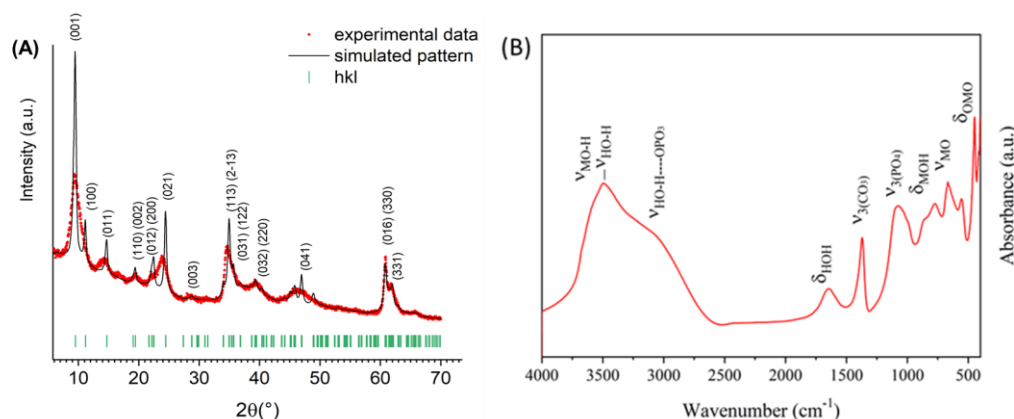 (A)
experimental data
simulated pattern
hkl
Intensity (a.u.)
(001)
(100)
(011)
(110) (002)
(012) (200)
(021)
(003)
(113) (2-13)
(031) (122)
(032) (220)
(041)
(016) (330)
(331)
10 20 30 40 50 60 70
2θ(°)
(B)
νMO-H
νHO-H
νHO-H----OPO₃
δHOH
ν3(CO₃)
ν3(PO₄)
δMOH
νMO
δOMO
Absorbance (a.u.)
4000 3500 3000 2500 2000 1500 1000 500
Wavenumber (cm⁻¹)